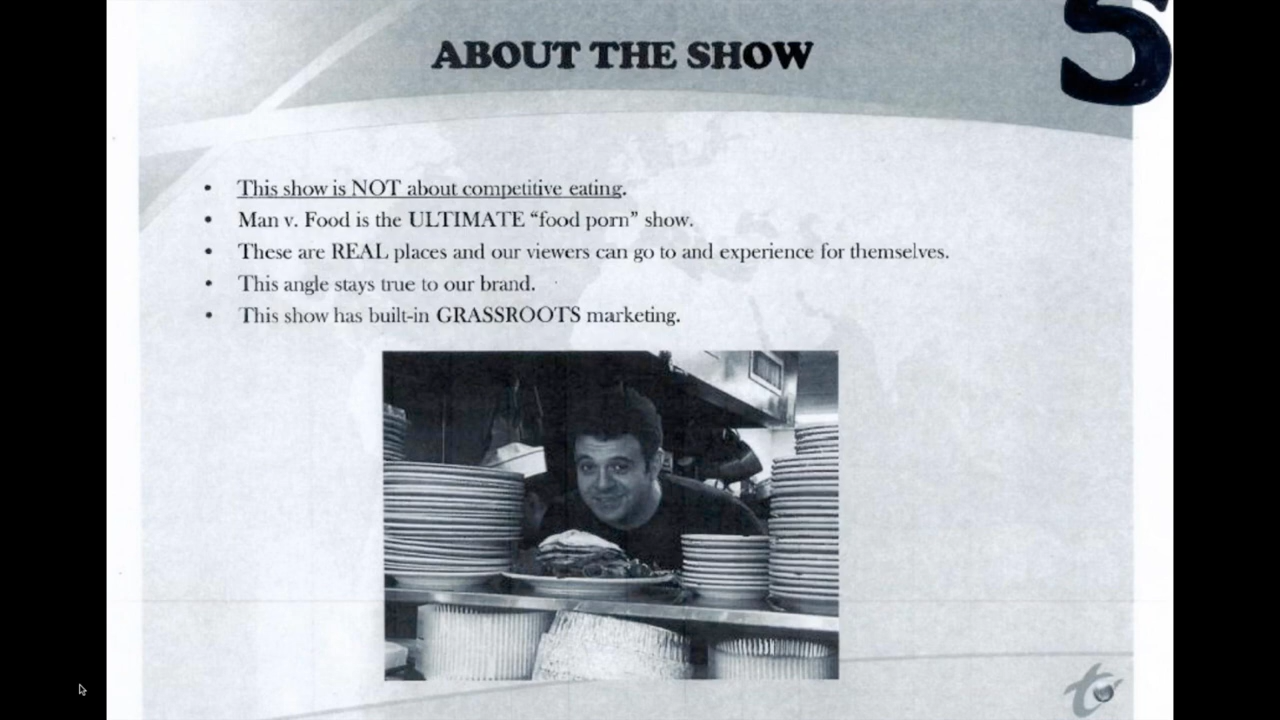 5
ABOUT THE SHOW
• This show is NOT about competitive eating.
• Man v. Food is the ULTIMATE “food porn” show.
• These are REAL places and our viewers can go to and experience for themselves.
• This angle stays true to our brand.
• This show has built-in GRASSROOTS marketing.